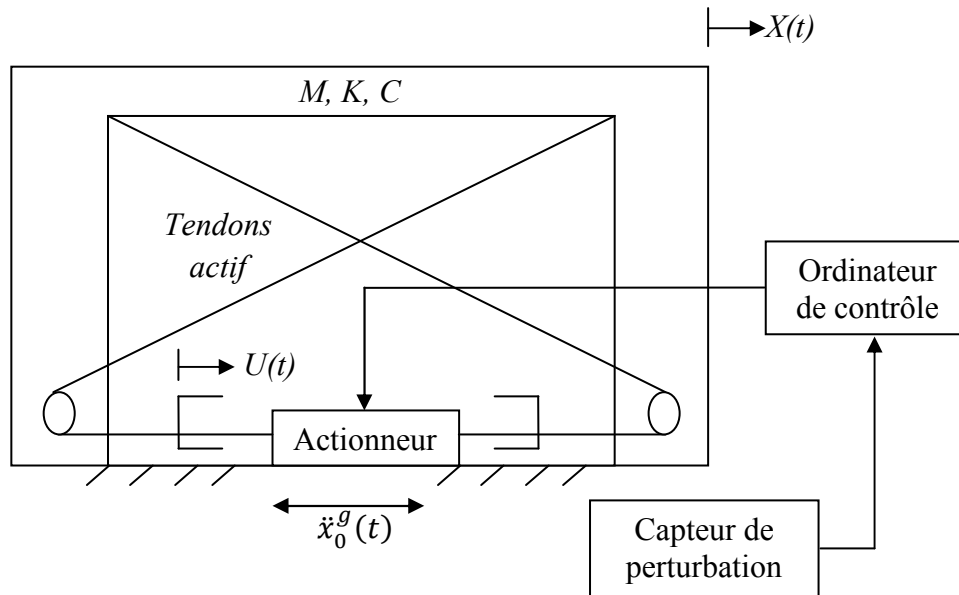 X(t)
M, K, C
Tendons
actif
Ordinateur
de contrôle
U(t)
Actionneur
ẍ₀ᵍ(t)
Capteur de
perturbation